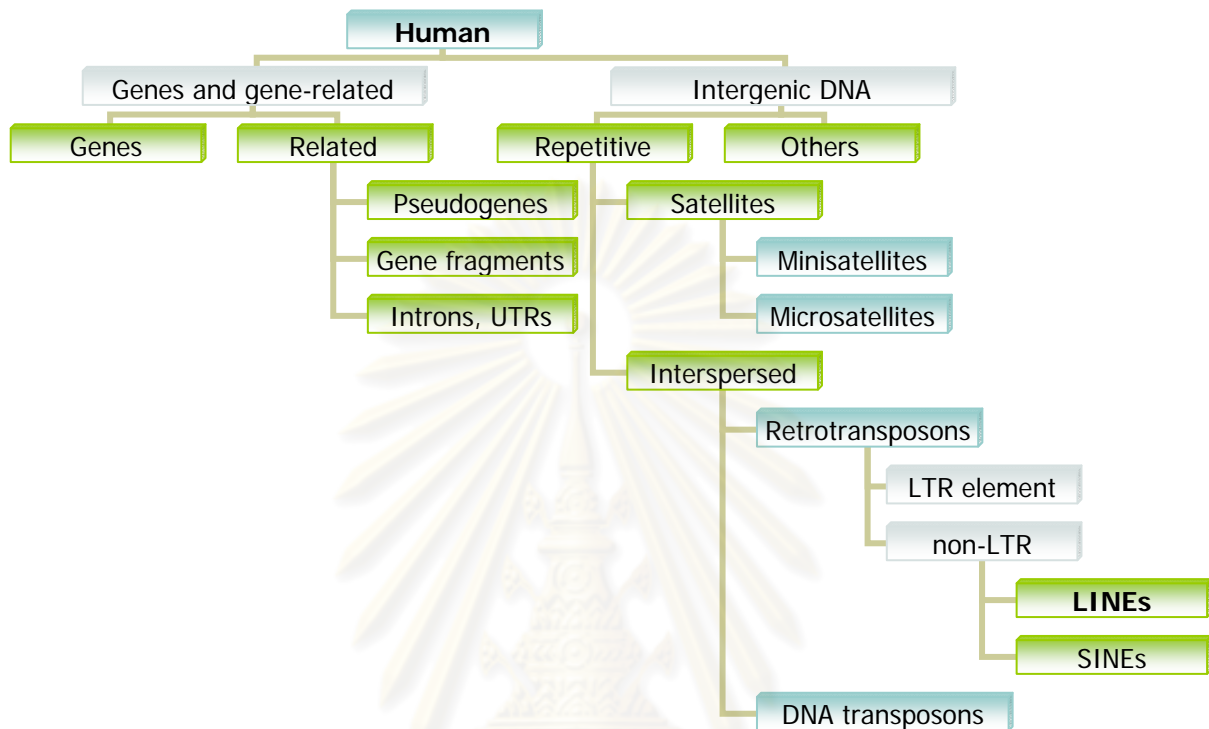 Human
Genes and gene-related
Intergenic DNA
Genes
Related
Repetitive
Others
Pseudogenes
Satellites
Gene fragments
Minisatellites
Introns, UTRs
Microsatellites
Interspersed
Retrotransposons
LTR element
non-LTR
LINEs
SINEs
DNA transposons